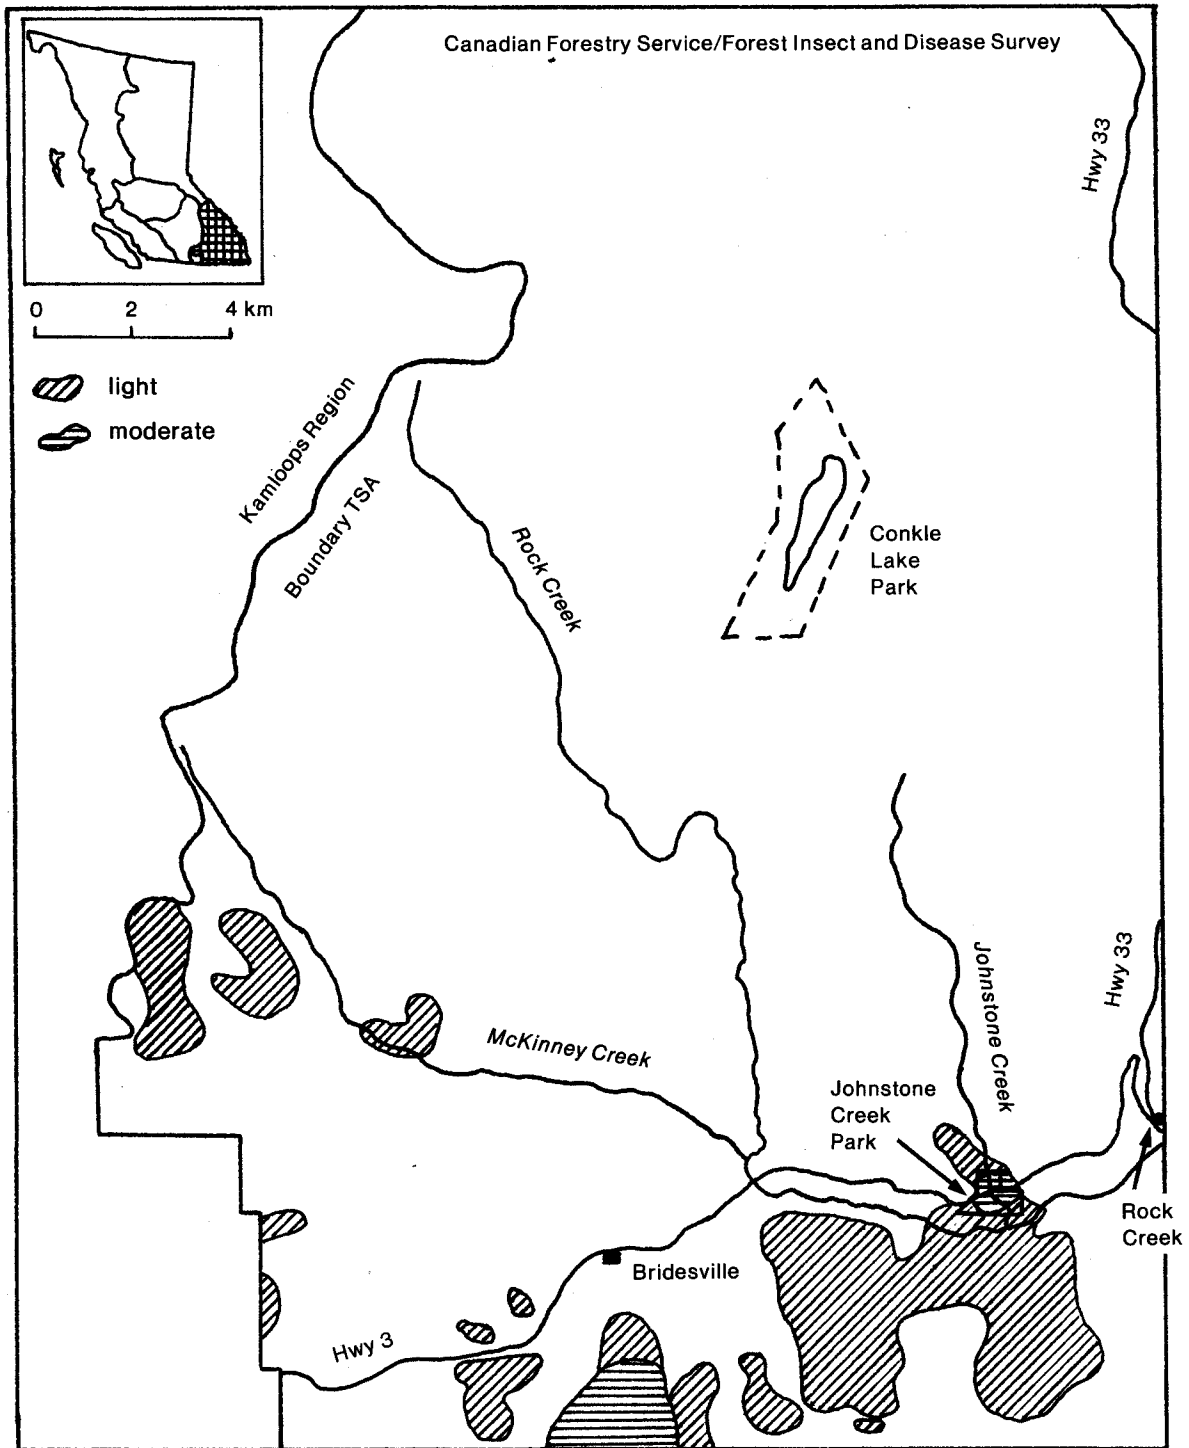 Canadian Forestry Service/Forest Insect and Disease Survey
Hwy 33
0 2 4 km
light
moderate
Kamloops Region
Boundary TSA
Rock Creek
Conkle
Lake
Park
Johnstone Creek
Hwy 33
McKinney Creek
Johnstone
Creek
Park
Rock
Creek
Bridesville
Hwy 3